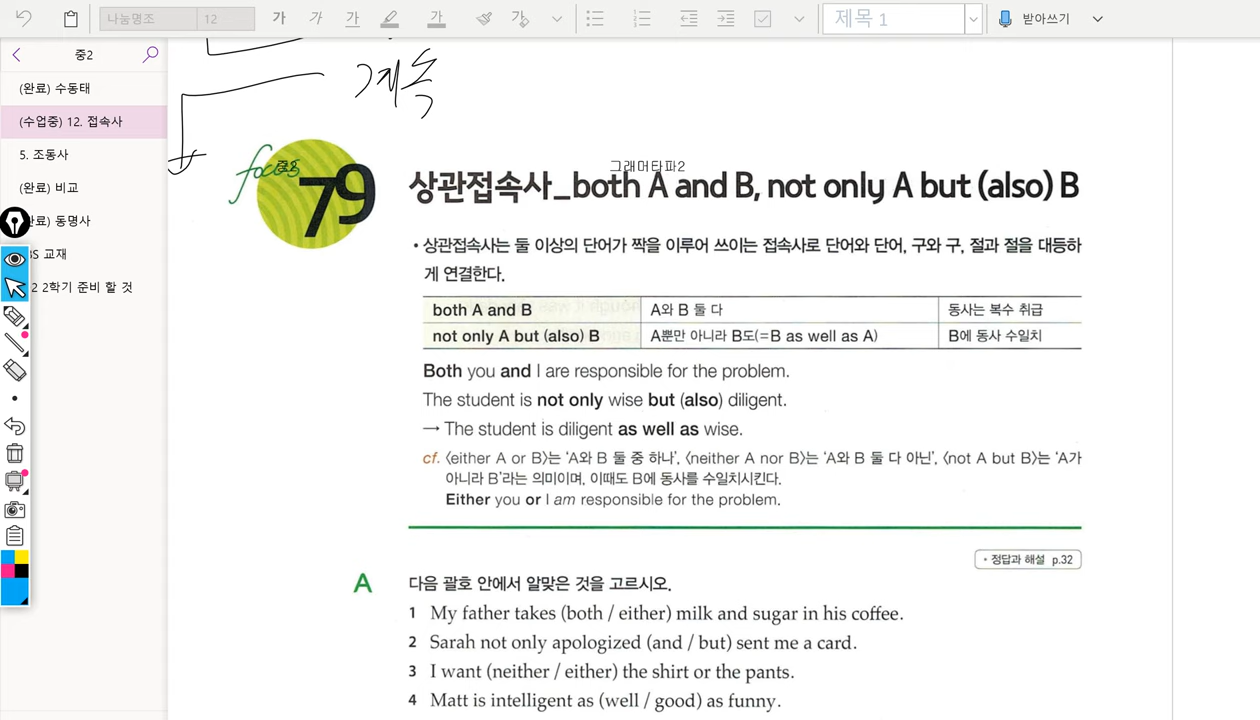 나눔명조 12 가 가 가 가 가 제목 1 받아쓰기
중2
(완료) 수동태
(수업중) 12. 접속사
5. 조동사
(완료) 비교
완료) 동명사
BS 교재
2 2학기 준비 할 것
계속
focus
79
그래머타파2
상관접속사_both A and B, not only A but (also) B
• 상관접속사는 둘 이상의 단어가 짝을 이루어 쓰이는 접속사로 단어와 단어, 구와 구, 절과 절을 대등하
게 연결한다.
both A and B A와 B 둘 다 동사는 복수 취급
not only A but (also) B A뿐만 아니라 B도(=B as well as A) B에 동사 수일치
Both you and I are responsible for the problem.
The student is not only wise but (also) diligent.
→ The student is diligent as well as wise.
cf. 〈either A or B〉는 ‘A와 B 둘 중 하나’, 〈neither A nor B〉는 ‘A와 B 둘 다 아닌’, 〈not A but B〉는 ‘A가
아니라 B’라는 의미이며, 이때도 B에 동사를 수일치시킨다.
Either you or I am responsible for the problem.
• 정답과 해설 p.32
A 다음 괄호 안에서 알맞은 것을 고르시오.
1 My father takes (both / either) milk and sugar in his coffee.
2 Sarah not only apologized (and / but) sent me a card.
3 I want (neither / either) the shirt or the pants.
4 Matt is intelligent as (well / good) as funny.